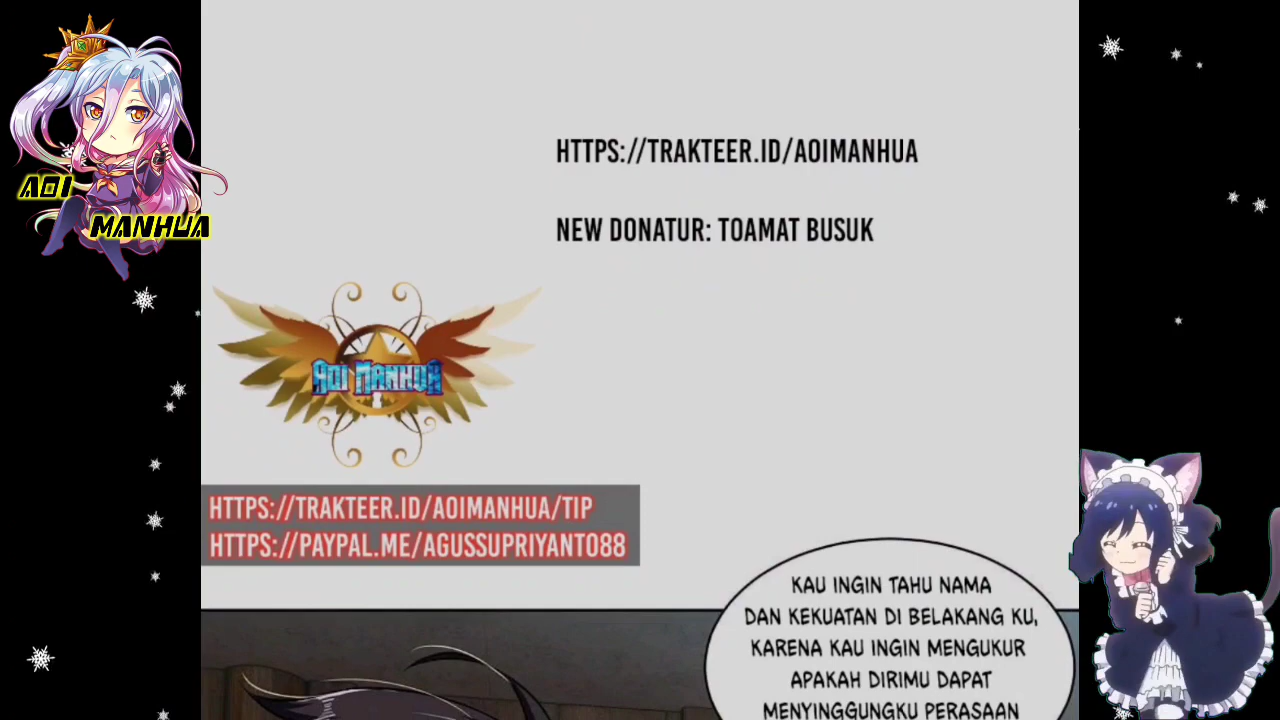 HTTPS://TRAKTEER.ID/AOIMANHUA
NEW DONATUR: TOAMAT BUSUK
AOI
MANHUA
AOI MANHUA
HTTPS://TRAKTEER.ID/AOIMANHUA/TIP
HTTPS://PAYPAL.ME/AGUSSUPRIYANTO88
KAU INGIN TAHU NAMA
DAN KEKUATAN DI BELAKANG KU,
KARENA KAU INGIN MENGUKUR
APAKAH DIRIMU DAPAT
MENYINGGUNGKU PERASAAN